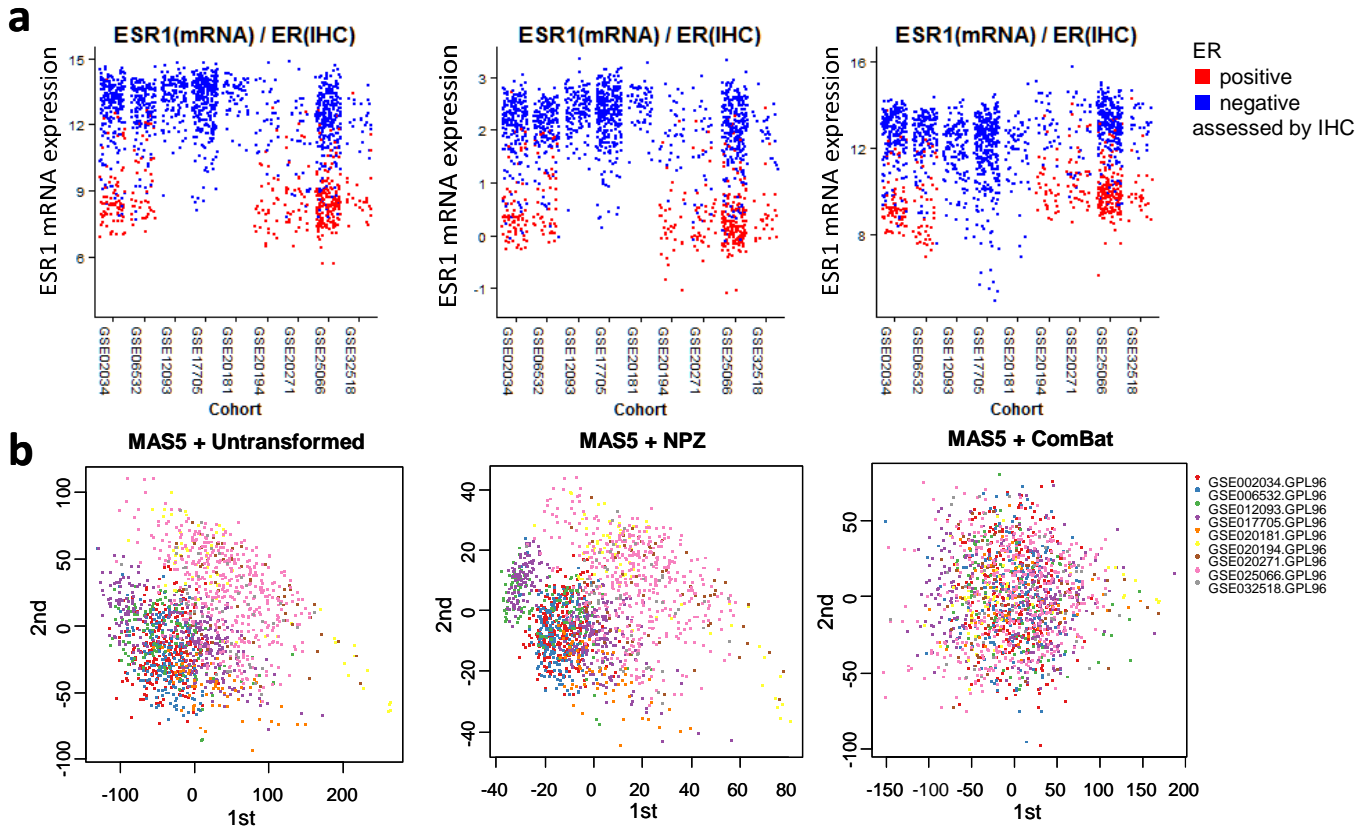 a
ESR1(mRNA) / ER(IHC)
ESR1 mRNA expression
15
12
9
6
GSE02034
GSE06532
GSE12093
GSE17705
GSE20181
GSE20194
GSE20271
GSE25066
GSE32518
Cohort
ESR1(mRNA) / ER(IHC)
ESR1 mRNA expression
3
2
1
0
-1
GSE02034
GSE06532
GSE12093
GSE17705
GSE20181
GSE20194
GSE20271
GSE25066
GSE32518
Cohort
ESR1(mRNA) / ER(IHC)
ESR1 mRNA expression
16
12
8
GSE02034
GSE06532
GSE12093
GSE17705
GSE20181
GSE20194
GSE20271
GSE25066
GSE32518
Cohort
ER
positive
negative
assessed by IHC
b
MAS5 + Untransformed
2nd
100
50
0
-50
-100
-100 0 100 200
1st
MAS5 + NPZ
2nd
40
20
0
-20
-40
-40 -20 0 20 40 60 80
1st
MAS5 + ComBat
2nd
50
0
-50
-100
-150 -100 -50 0 50 100 150 200
1st
GSE002034.GPL96
GSE006532.GPL96
GSE012093.GPL96
GSE017705.GPL96
GSE020181.GPL96
GSE020194.GPL96
GSE020271.GPL96
GSE025066.GPL96
GSE032518.GPL96